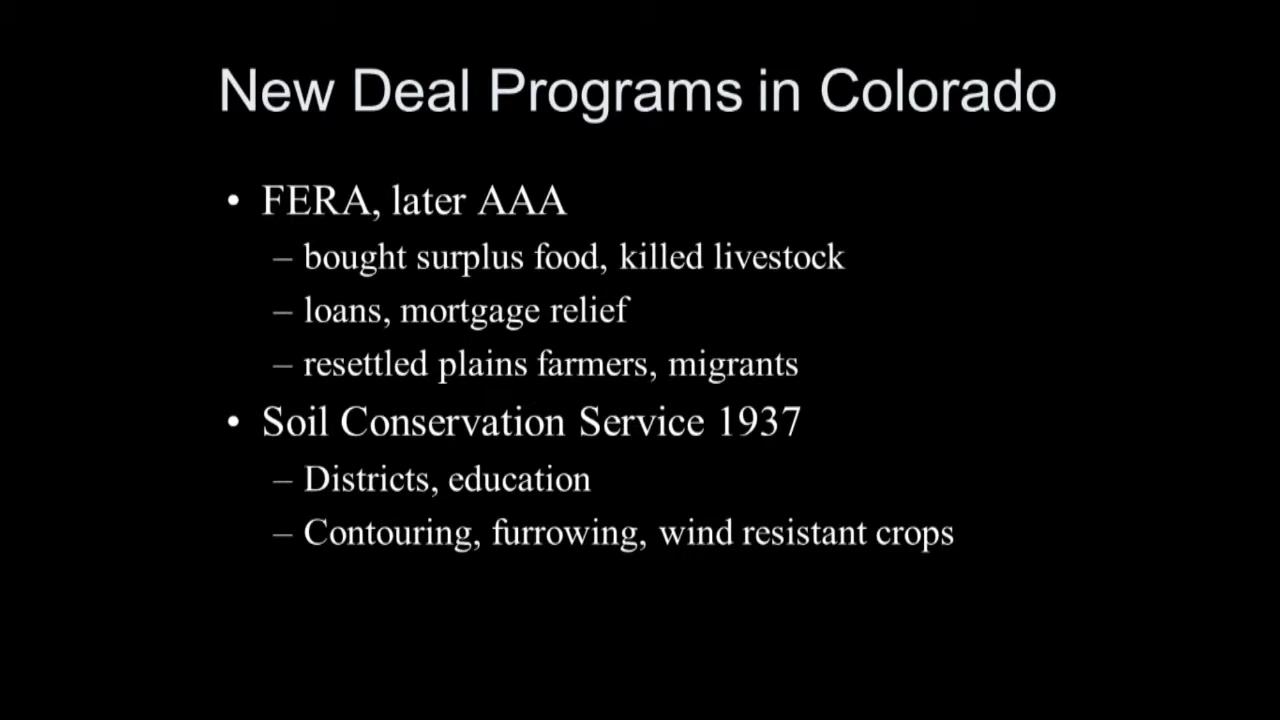 New Deal Programs in Colorado
• FERA, later AAA
– bought surplus food, killed livestock
– loans, mortgage relief
– resettled plains farmers, migrants
• Soil Conservation Service 1937
– Districts, education
– Contouring, furrowing, wind resistant crops